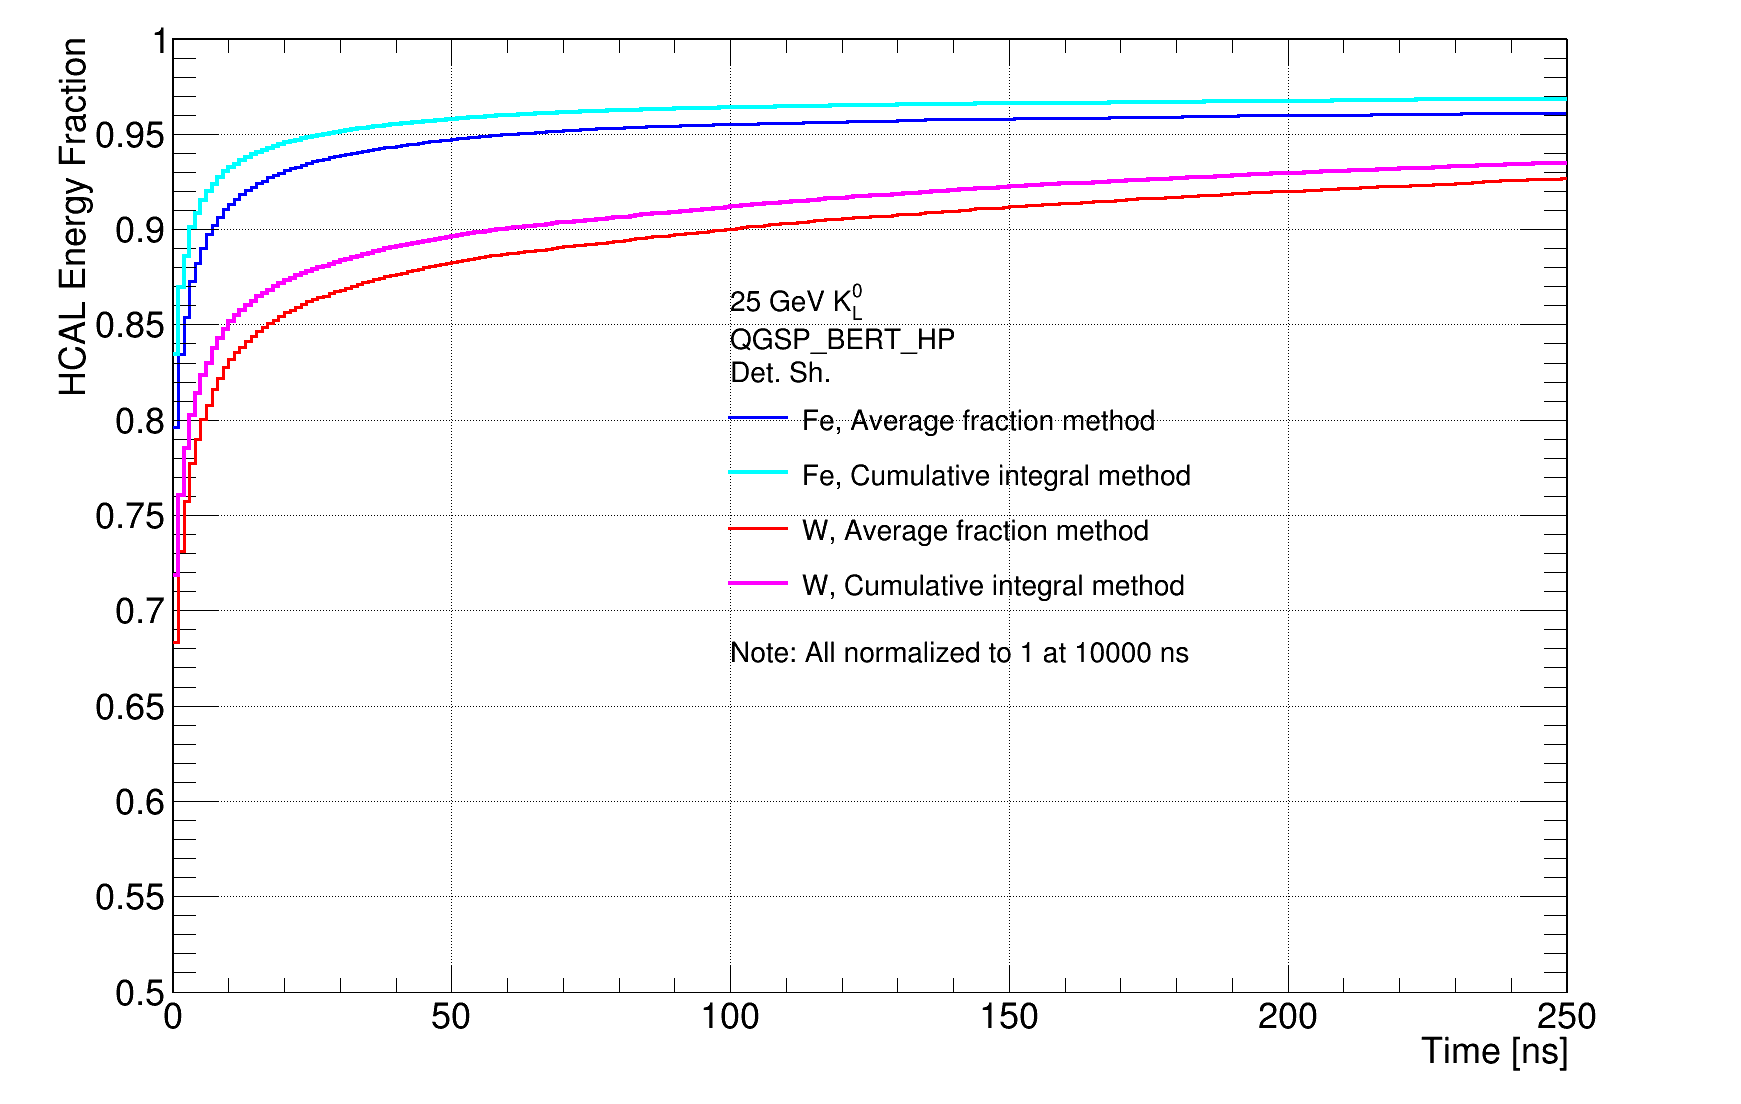 HCAL Energy Fraction
1
0.95
0.9
0.85
0.8
0.75
0.7
0.65
0.6
0.55
0.5
25 GeV K⁰_L
QGSP_BERT_HP
Det. Sh.
Fe, Average fraction method
Fe, Cumulative integral method
W, Average fraction method
W, Cumulative integral method
Note: All normalized to 1 at 10000 ns
0 50 100 150 200 250
Time [ns]